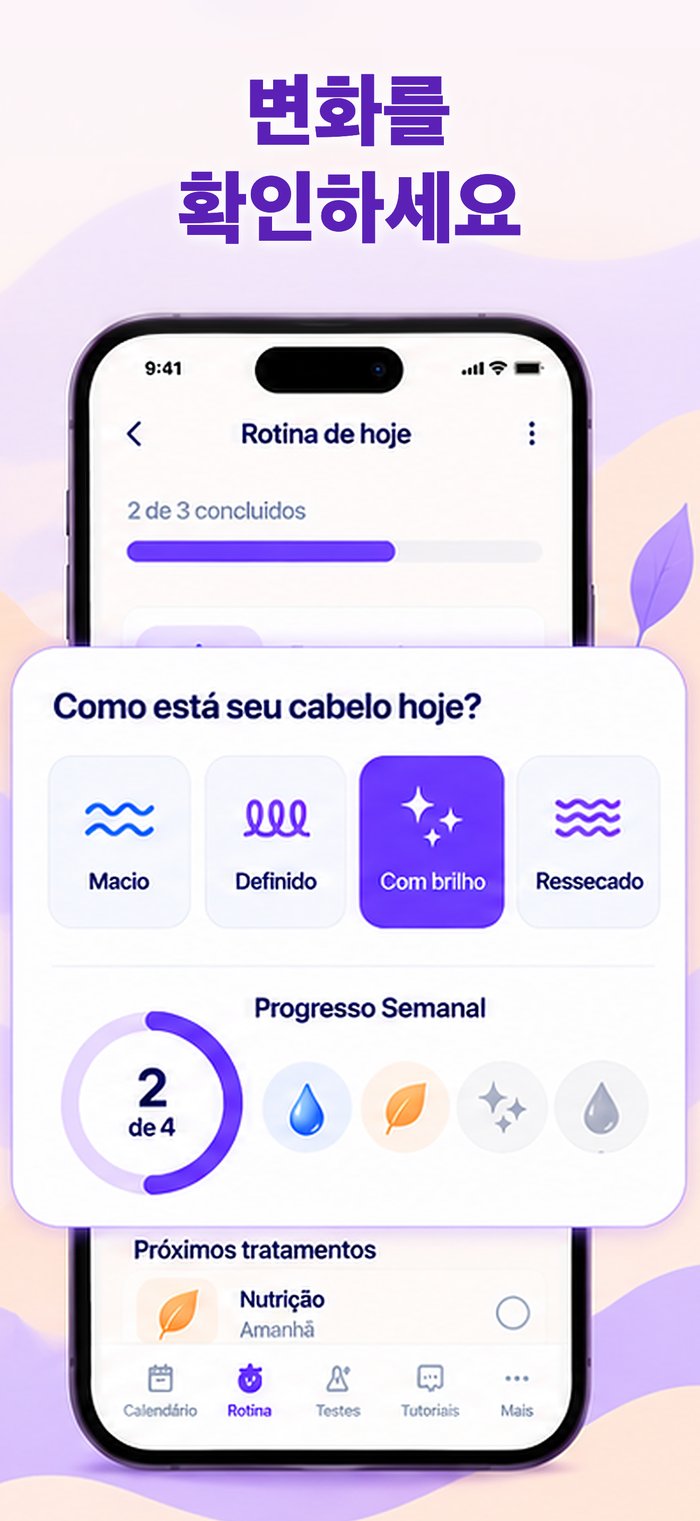 변화를
확인하세요
9:41
Rotina de hoje
2 de 3 concluidos
Como está seu cabelo hoje?
Macio
Definido
Com brilho
Ressecado
Progresso Semanal
2
de 4
Próximos tratamentos
Nutrição
Amanhã
Calendário
Rotina
Testes
Tutoriais
Mais